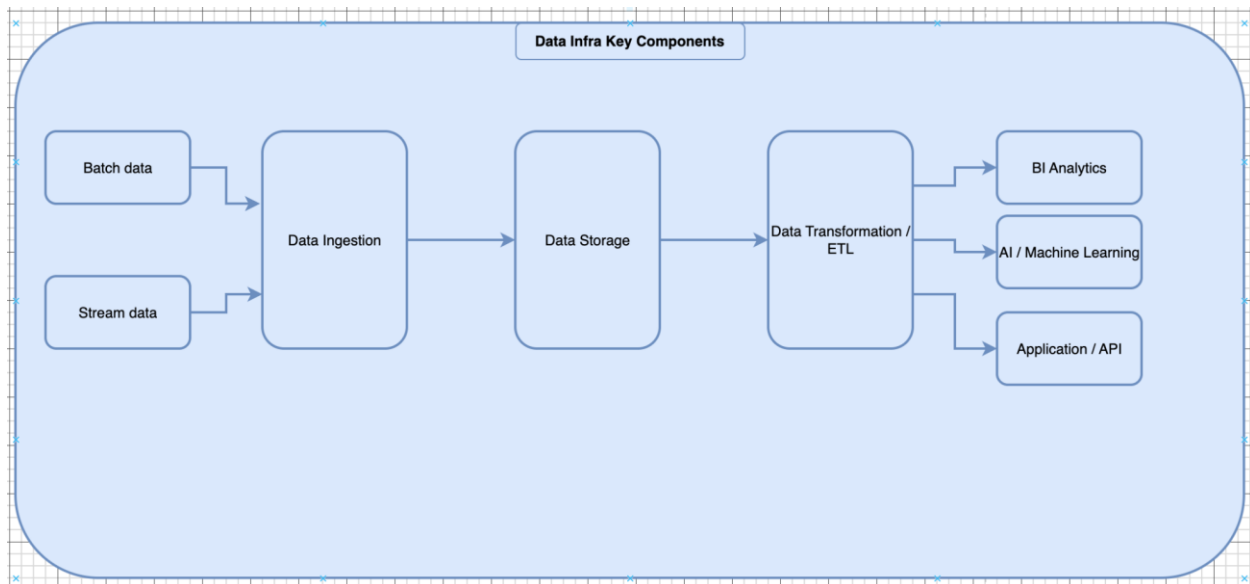 Data Infra Key Components
Batch data
Stream data
Data Ingestion
Data Storage
Data Transformation /
ETL
BI Analytics
AI / Machine Learning
Application / API